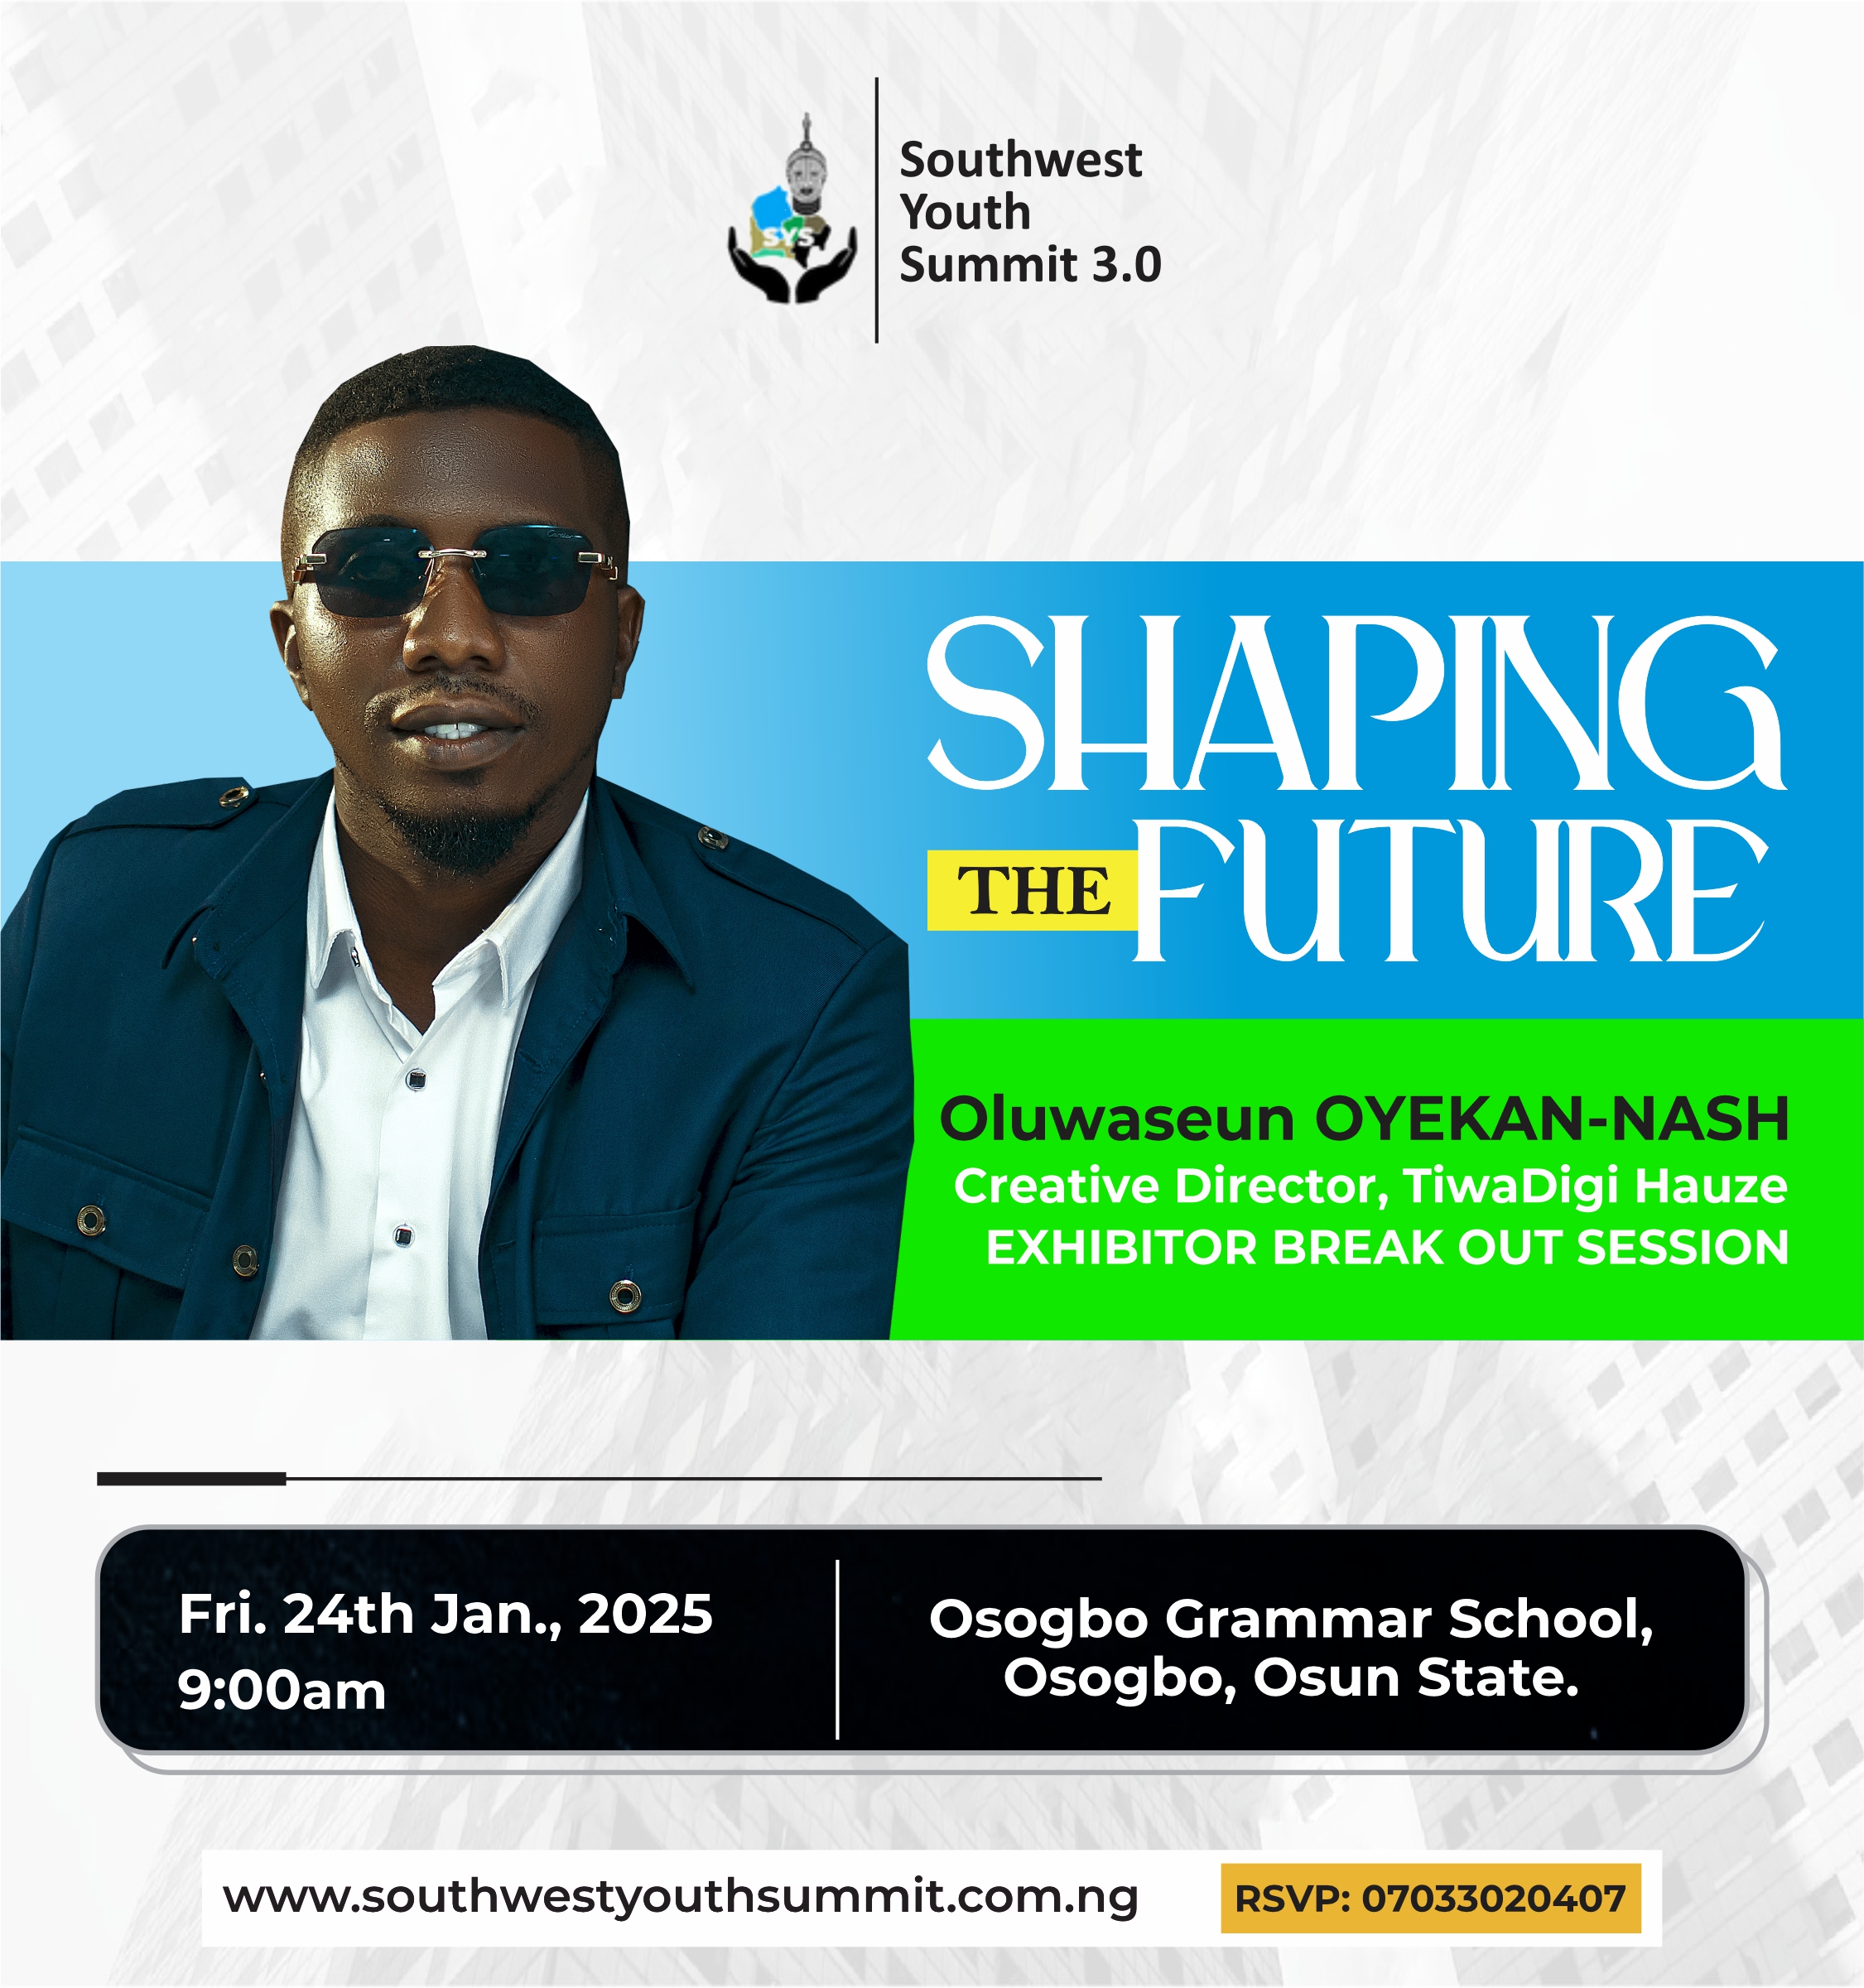 SYS
Southwest
Youth
Summit 3.0
SHAPING
THE FUTURE
Oluwaseun OYEKAN-NASH
Creative Director, TiwaDigi Hauze
EXHIBITOR BREAK OUT SESSION
Fri. 24th Jan., 2025
9:00am
Osogbo Grammar School,
Osogbo, Osun State.
www.southwestyouthsummit.com.ng
RSVP: 07033020407